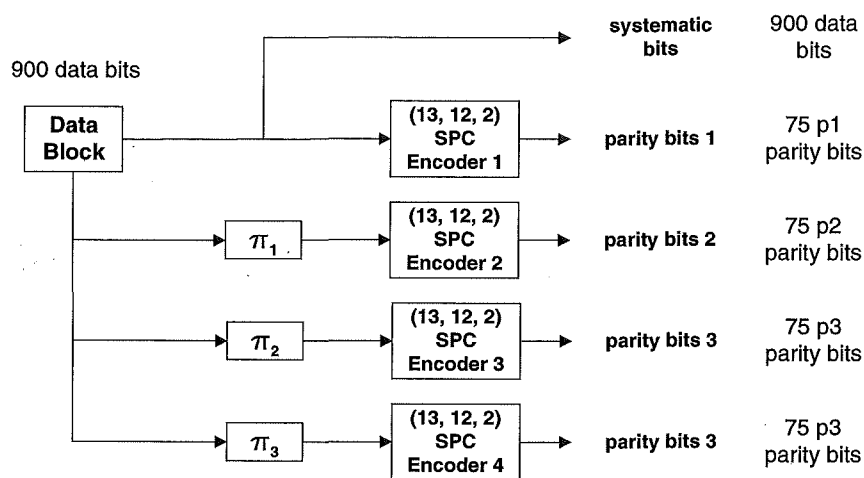 systematic
bits
900 data
bits
900 data bits
Data
Block
(13, 12, 2)
SPC
Encoder 1
parity bits 1
75 p1
parity bits
π1
(13, 12, 2)
SPC
Encoder 2
parity bits 2
75 p2
parity bits
π2
(13, 12, 2)
SPC
Encoder 3
parity bits 3
75 p3
parity bits
π3
(13, 12, 2)
SPC
Encoder 4
parity bits 3
75 p3
parity bits